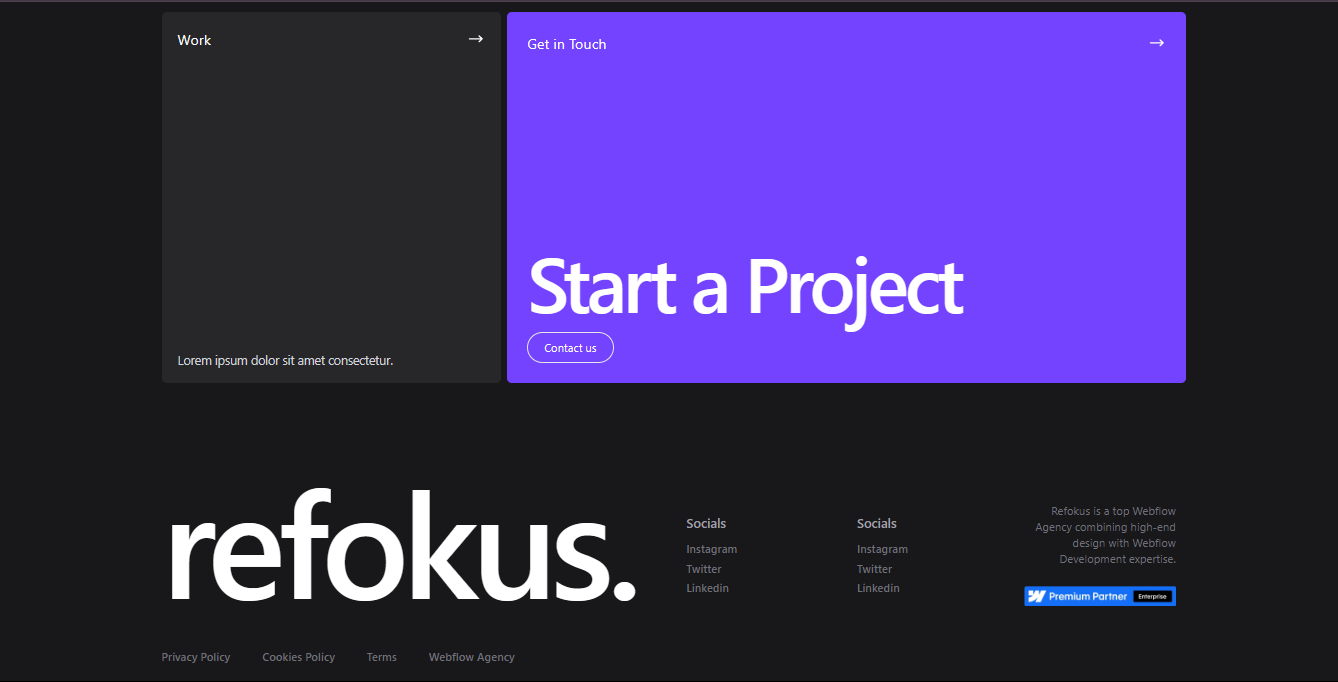 Work
Lorem ipsum dolor sit amet consectetur.
Get in Touch
Start a Project
Contact us
refokus.
Socials
Instagram
Twitter
Linkedin
Socials
Instagram
Twitter
Linkedin
Refokus is a top Webflow
Agency combining high-end
design with Webflow
Development expertise.
Premium Partner Enterprise
Privacy Policy Cookies Policy Terms Webflow Agency